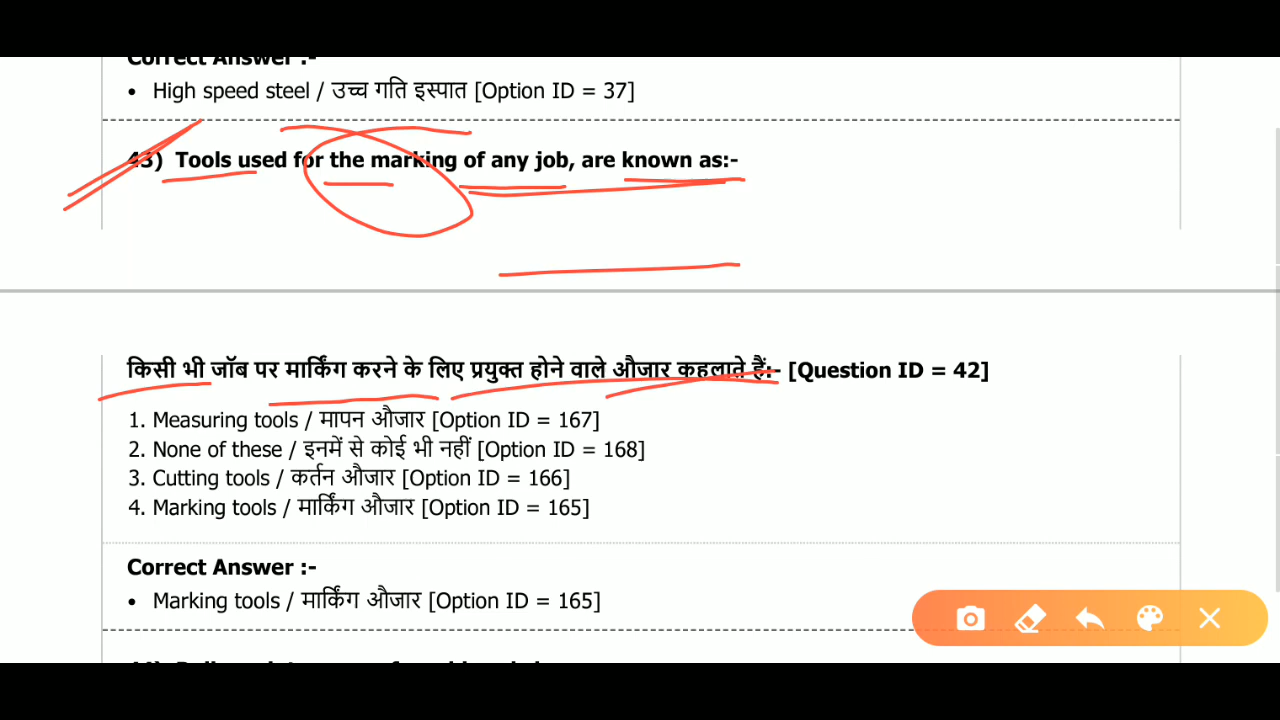 Correct Answer :-
• High speed steel / उच्च गति इस्पात [Option ID = 37]
43) Tools used for the marking of any job, are known as:-
किसी भी जॉब पर मार्किंग करने के लिए प्रयुक्त होने वाले औजार कहलाते हैं:- [Question ID = 42]
1. Measuring tools / मापन औजार [Option ID = 167]
2. None of these / इनमें से कोई भी नहीं [Option ID = 168]
3. Cutting tools / कर्तन औजार [Option ID = 166]
4. Marking tools / मार्किंग औजार [Option ID = 165]
Correct Answer :-
• Marking tools / मार्किंग औजार [Option ID = 165]